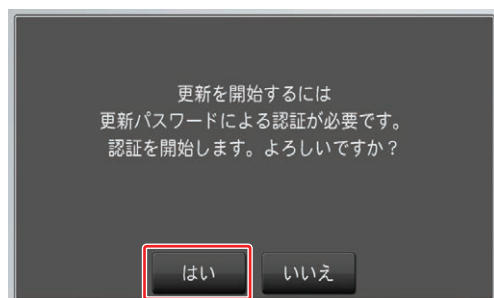 更新を開始するには
更新パスワードによる認証が必要です。
認証を開始します。よろしいですか？
はい
いいえ